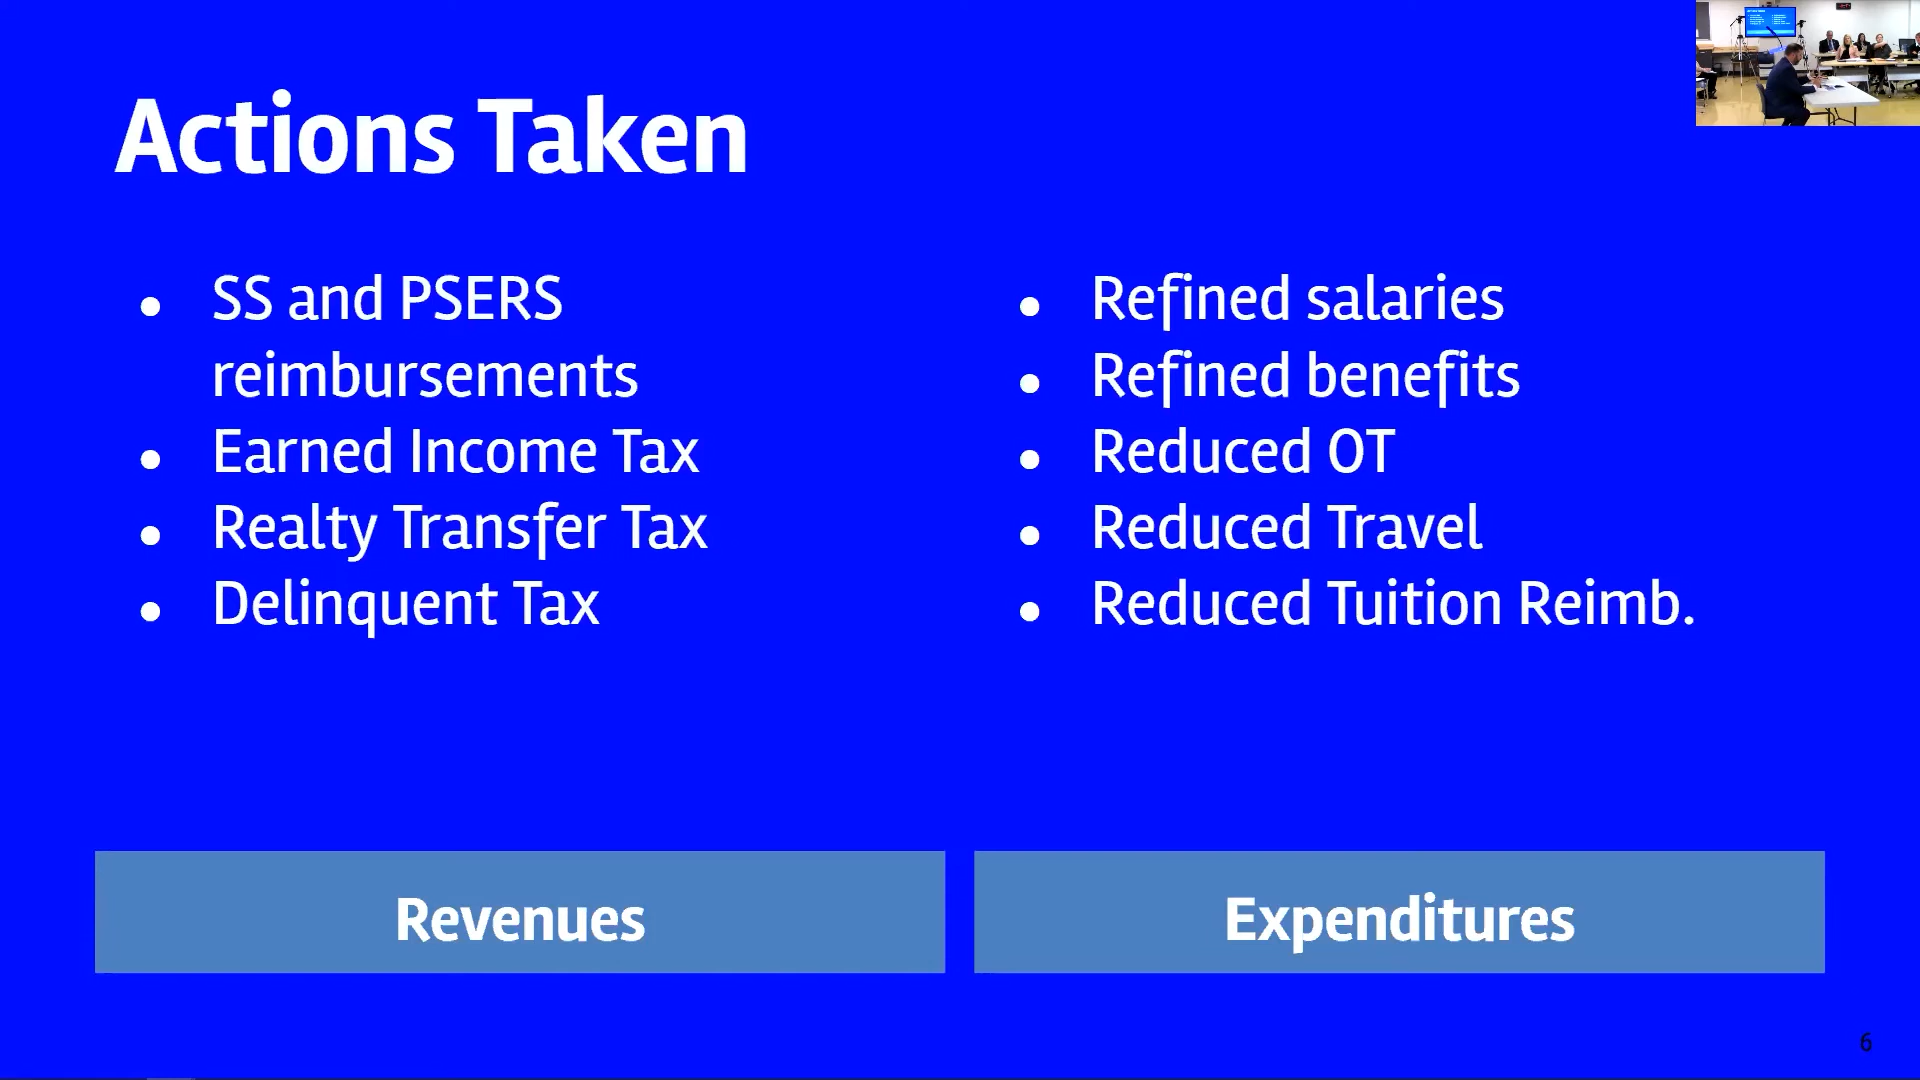 Actions Taken
SS and PSERS
reimbursements
Earned Income Tax
Realty Transfer Tax
Delinquent Tax
Refined salaries
Refined benefits
Reduced OT
Reduced Travel
Reduced Tuition Reimb.
Revenues
Expenditures
6